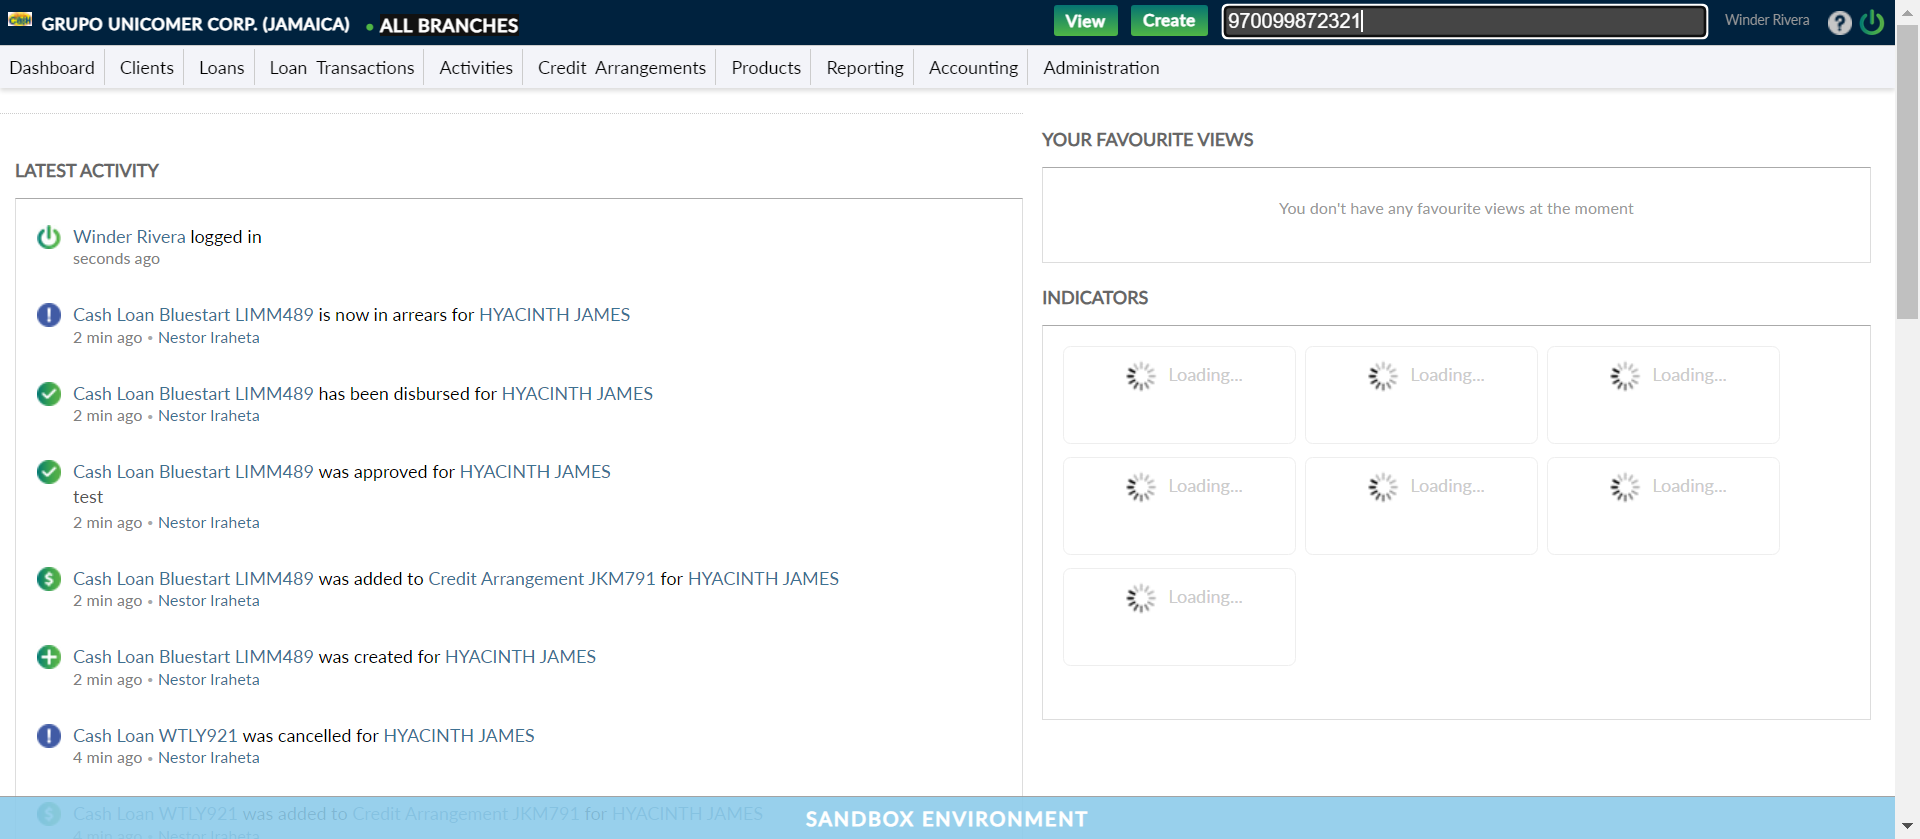 GRUPO UNICOMER CORP. (JAMAICA) • ALL BRANCHES View Create 970099872321 Winder Rivera ?
Dashboard Clients Loans Loan Transactions Activities Credit Arrangements Products Reporting Accounting Administration
LATEST ACTIVITY
Winder Rivera logged in
seconds ago
Cash Loan Bluestart LIMM489 is now in arrears for HYACINTH JAMES
2 min ago • Nestor Iraheta
Cash Loan Bluestart LIMM489 has been disbursed for HYACINTH JAMES
2 min ago • Nestor Iraheta
Cash Loan Bluestart LIMM489 was approved for HYACINTH JAMES
test
2 min ago • Nestor Iraheta
Cash Loan Bluestart LIMM489 was added to Credit Arrangement JKM791 for HYACINTH JAMES
2 min ago • Nestor Iraheta
Cash Loan Bluestart LIMM489 was created for HYACINTH JAMES
2 min ago • Nestor Iraheta
Cash Loan WTLY921 was cancelled for HYACINTH JAMES
4 min ago • Nestor Iraheta
Cash Loan WTLY921 was added to Credit Arrangement JKM791 for HYACINTH JAMES
4 min ago • Nestor Iraheta
YOUR FAVOURITE VIEWS
You don't have any favourite views at the moment
INDICATORS
Loading... Loading... Loading...
Loading... Loading... Loading...
Loading...
SANDBOX ENVIRONMENT